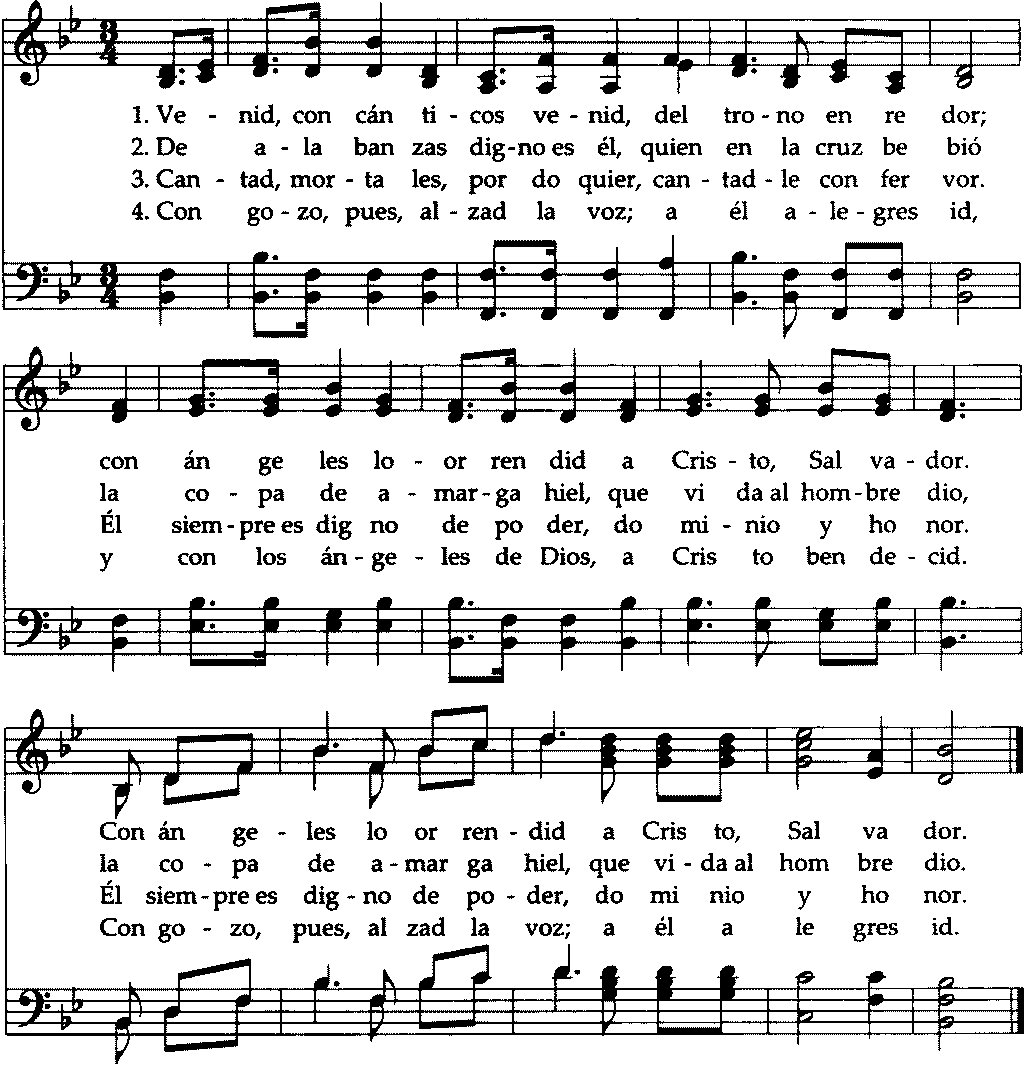 1. Ve - nid, con cán ti - cos ve - nid, del tro - no en re dor;
2. De a - la ban zas dig-no es él, quien en la cruz be bió
3. Can - tad, mor - ta les, por do quier, can - tad - le con fer vor.
4. Con go - zo, pues, al - zad la voz; a él a - le - gres id,
con án ge les lo - or ren did a Cris - to, Sal va - dor.
la co - pa de a - mar - ga hiel, que vi da al hom - bre dio,
Él siem - pre es dig no de po der, do mi - nio y ho nor.
y con los án - ge - les de Dios, a Cris to ben de - cid.
Con án ge - les lo or ren - did a Cris to, Sal va dor.
la co - pa de a - mar ga hiel, que vi - da al hom bre dio.
Él siem - pre es dig - no de po - der, do mi nio y ho nor.
Con go - zo, pues, al zad la voz; a él a le gres id.